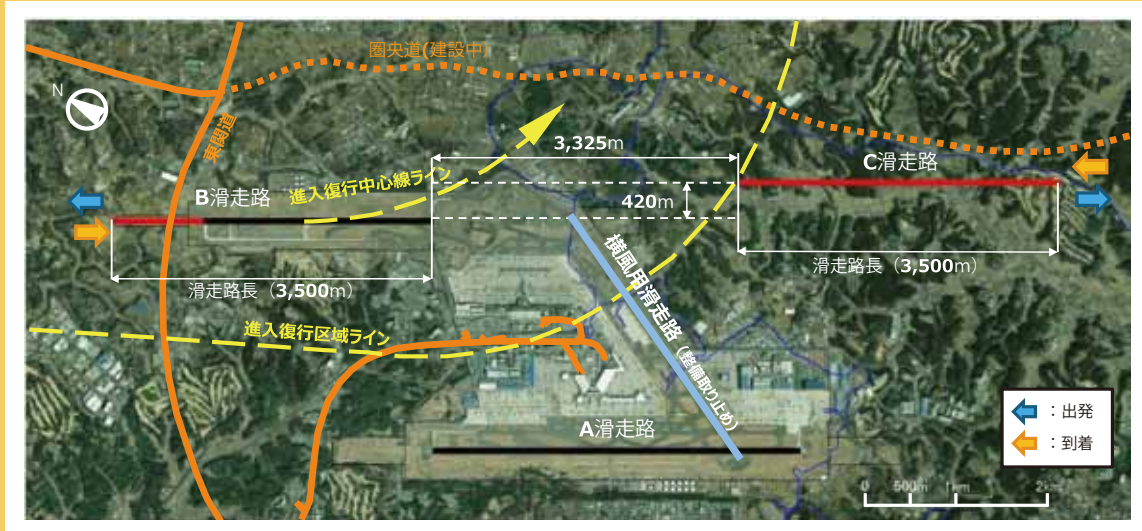 圏央道(建設中)
N
東関道
3,325m
C滑走路
進入復行中心線ライン
B滑走路
420m
横風用滑走路(整備取り止め)
滑走路長(3,500m)
滑走路長(3,500m)
進入復行区域ライン
A滑走路
:出発
:到着
0 500m 1km 2km